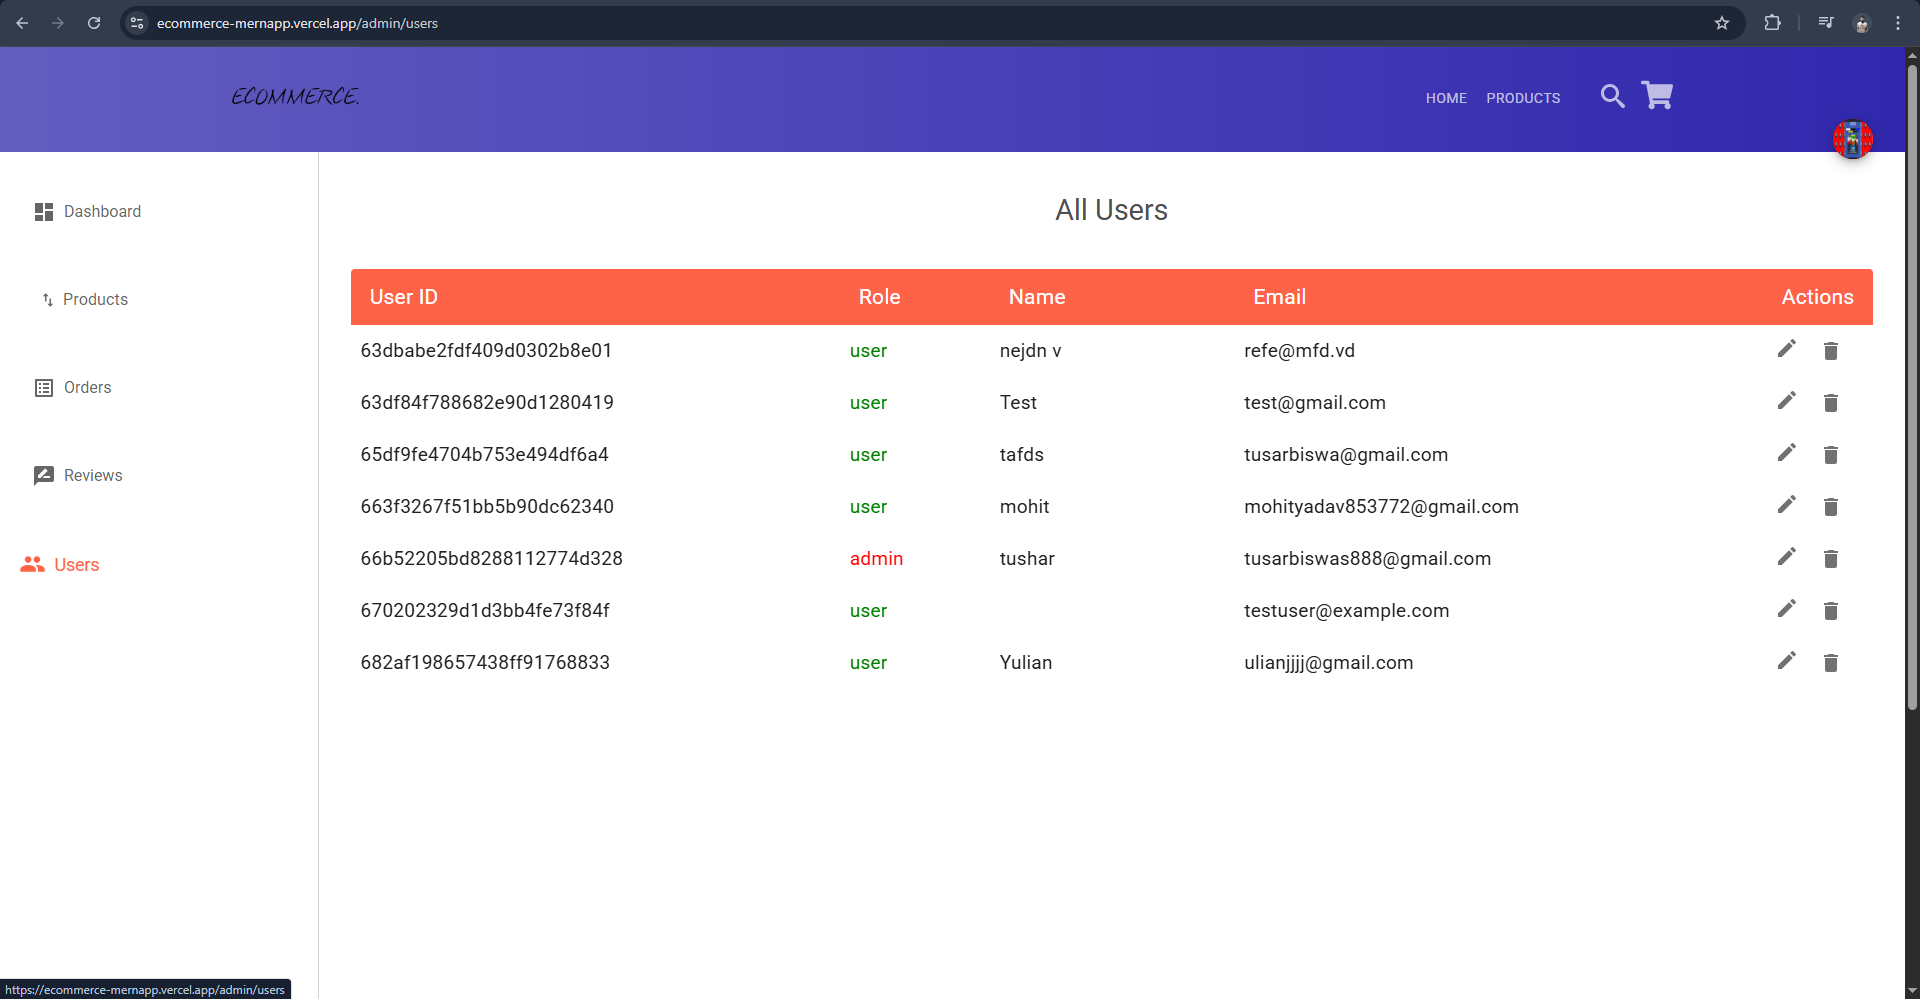 ecommerce-mernapp.vercel.app/admin/users
ECOMMERCE.
HOME PRODUCTS
Dashboard
Products
Orders
Reviews
Users
All Users
User ID Role Name Email Actions
63dbabe2fdf409d0302b8e01 user nejdn v refe@mfd.vd
63df84f788682e90d1280419 user Test test@gmail.com
65df9fe4704b753e494df6a4 user tafds tusarbiswa@gmail.com
663f3267f51bb5b90dc62340 user mohit mohityadav853772@gmail.com
66b52205bd8288112774d328 admin tushar tusarbiswas888@gmail.com
670202329d1d3bb4fe73f84f user testuser@example.com
682af198657438ff91768833 user Yulian ulianjjjj@gmail.com
https://ecommerce-mernapp.vercel.app/admin/users